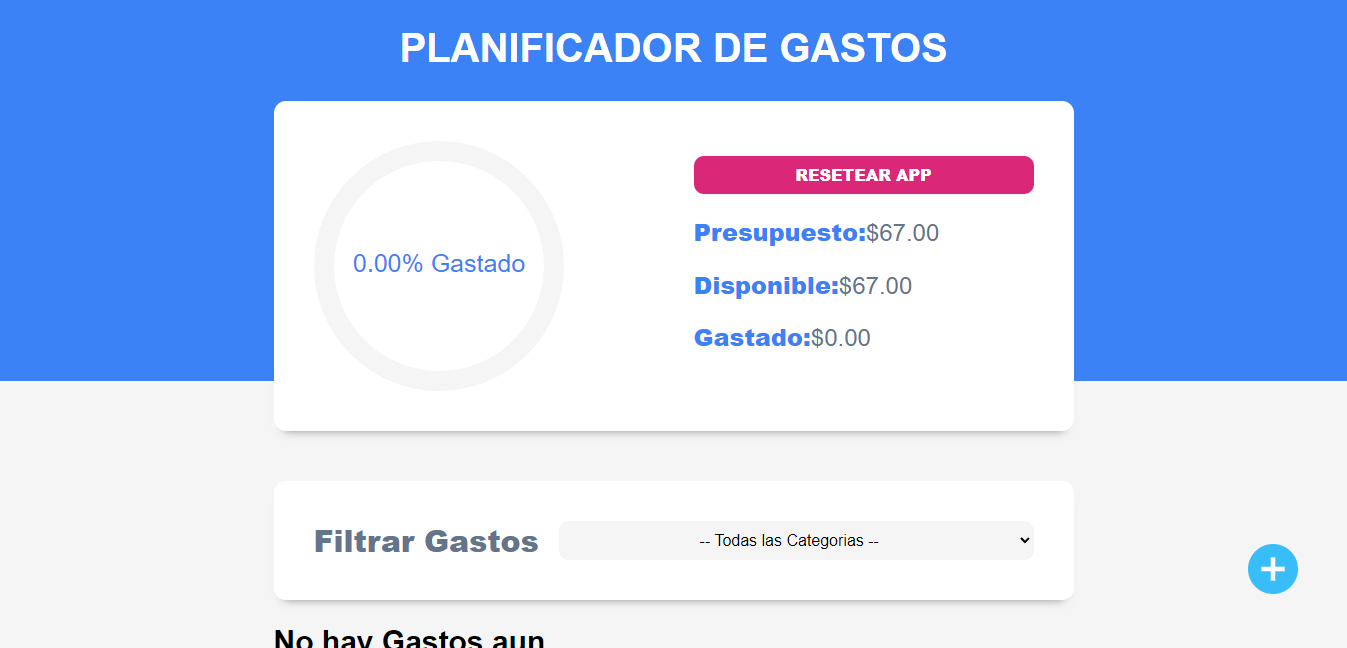 PLANIFICADOR DE GASTOS
0.00% Gastado
RESETEAR APP
Presupuesto:$67.00
Disponible:$67.00
Gastado:$0.00
Filtrar Gastos
-- Todas las Categorias --
No hay Gastos aun